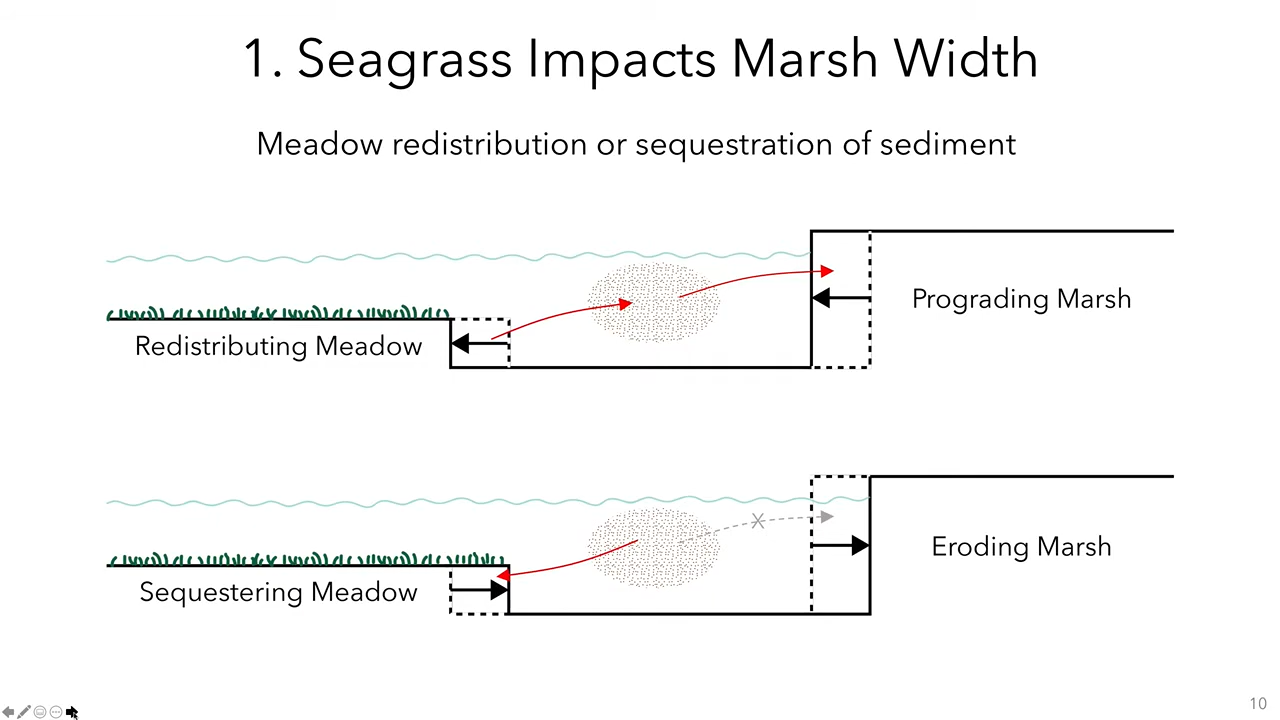 1. Seagrass Impacts Marsh Width
Meadow redistribution or sequestration of sediment
Prograding Marsh
Redistributing Meadow
Eroding Marsh
Sequestering Meadow
10